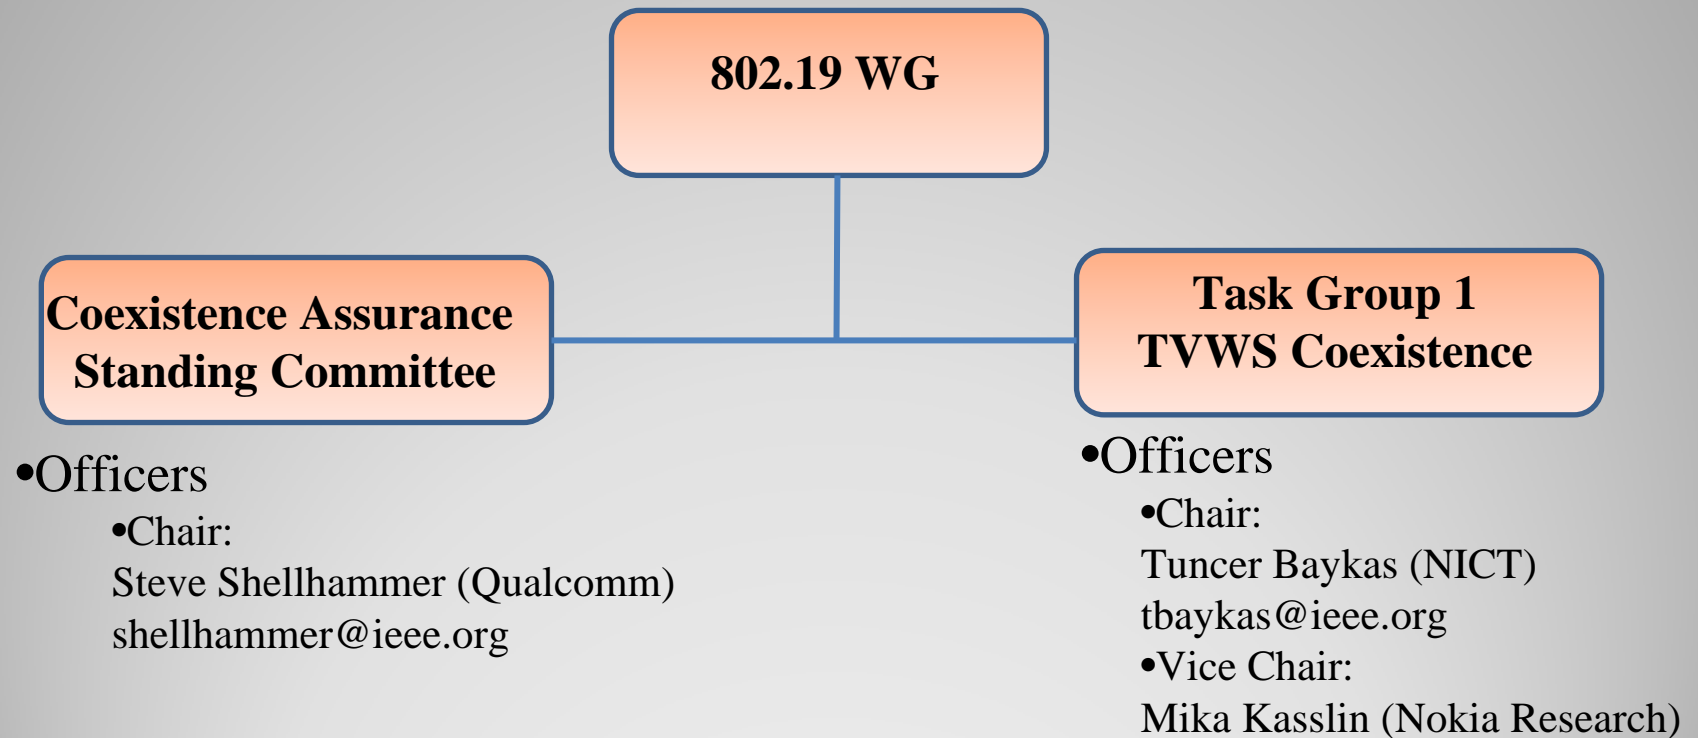 802.19 WG
Coexistence Assurance
Standing Committee
•Officers
•Chair:
Steve Shellhammer (Qualcomm)
shellhammer@ieee.org
Task Group 1
TVWS Coexistence
•Officers
•Chair:
Tuncer Baykas (NICT)
tbaykas@ieee.org
•Vice Chair:
Mika Kasslin (Nokia Research)